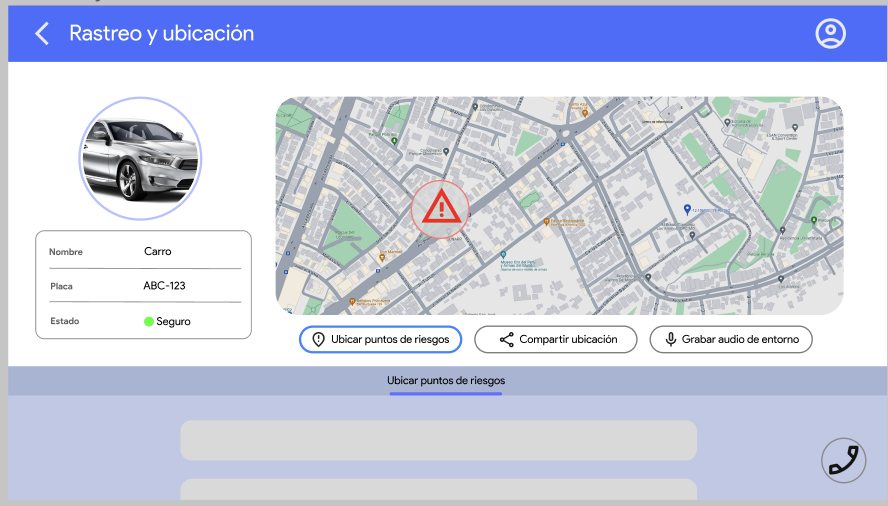 Rastreo y ubicación
Nombre Carro
Placa ABC-123
Estado Seguro
Ubicar puntos de riesgos
Compartir ubicación
Grabar audio de entorno
Ubicar puntos de riesgos